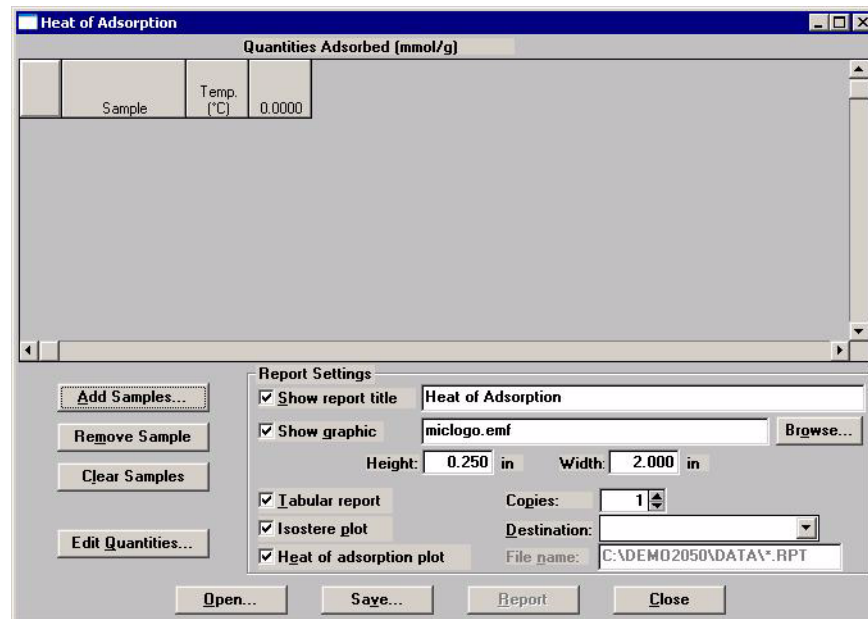 Heat of Adsorption
Quantities Adsorbed (mmol/g)
Sample Temp. (°C) 0.0000
Report Settings
Add Samples...
Show report title Heat of Adsorption
Remove Sample
Show graphic miclogo.emf Browse...
Height: 0.250 in Width: 2.000 in
Clear Samples
Tabular report Copies: 1
Isostere plot Destination:
Edit Quantities...
Heat of adsorption plot File name: C:\DEMO2050\DATA\*.RPT
Open... Save... Report Close